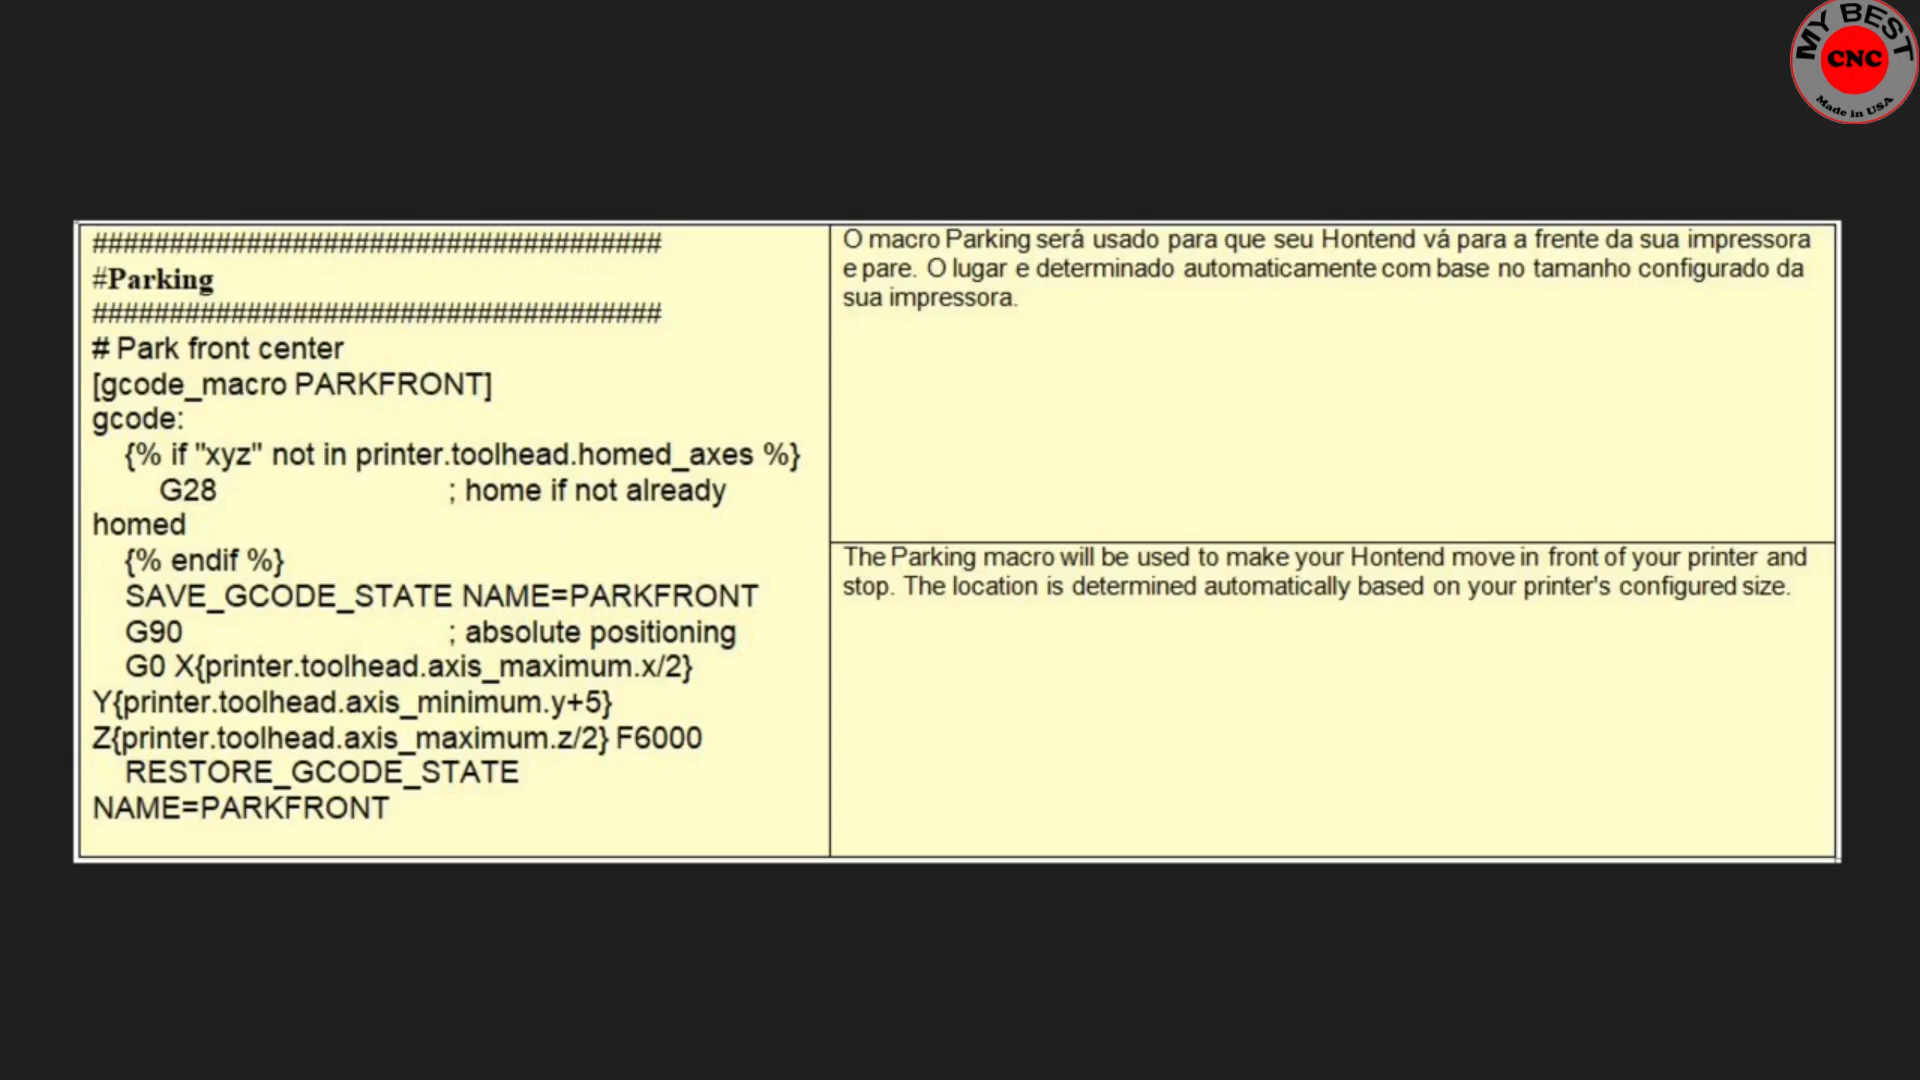 MY BEST
CNC
Made in USA
#####################################
#Parking
#####################################
# Park front center
[gcode_macro PARKFRONT]
gcode:
{% if "xyz" not in printer.toolhead.homed_axes %}
G28 ; home if not already
homed
{% endif %}
SAVE_GCODE_STATE NAME=PARKFRONT
G90 ; absolute positioning
G0 X{printer.toolhead.axis_maximum.x/2}
Y{printer.toolhead.axis_minimum.y+5}
Z{printer.toolhead.axis_maximum.z/2} F6000
RESTORE_GCODE_STATE
NAME=PARKFRONT
O macro Parking será usado para que seu Hontend vá para a frente da sua impressora
e pare. O lugar e determinado automaticamente com base no tamanho configurado da
sua impressora.
The Parking macro will be used to make your Hontend move in front of your printer and
stop. The location is determined automatically based on your printer's configured size.